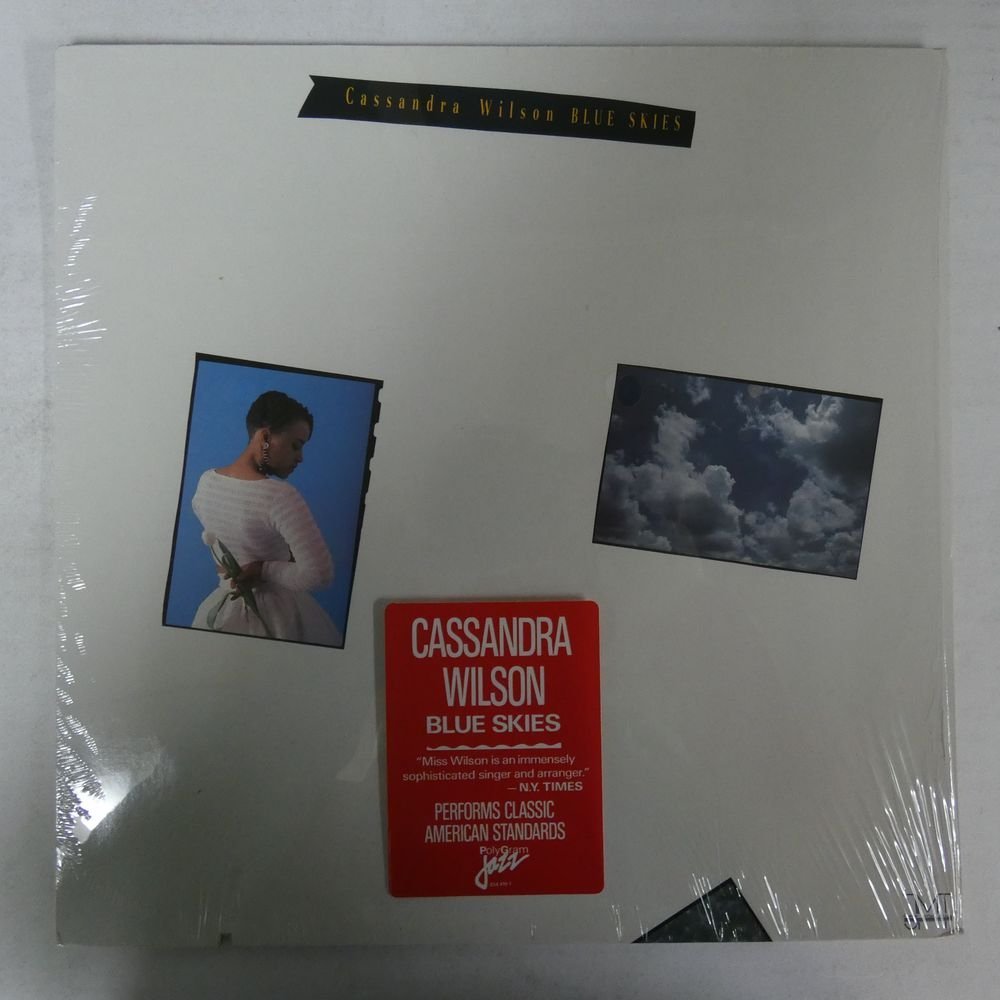 Cassandra Wilson BLUE SKIES
CASSANDRA
WILSON
BLUE SKIES
"Miss Wilson is an immensely
sophisticated singer and arranger."
— N.Y. TIMES
PERFORMS CLASSIC
AMERICAN STANDARDS
PolyGram
jazz
JMT